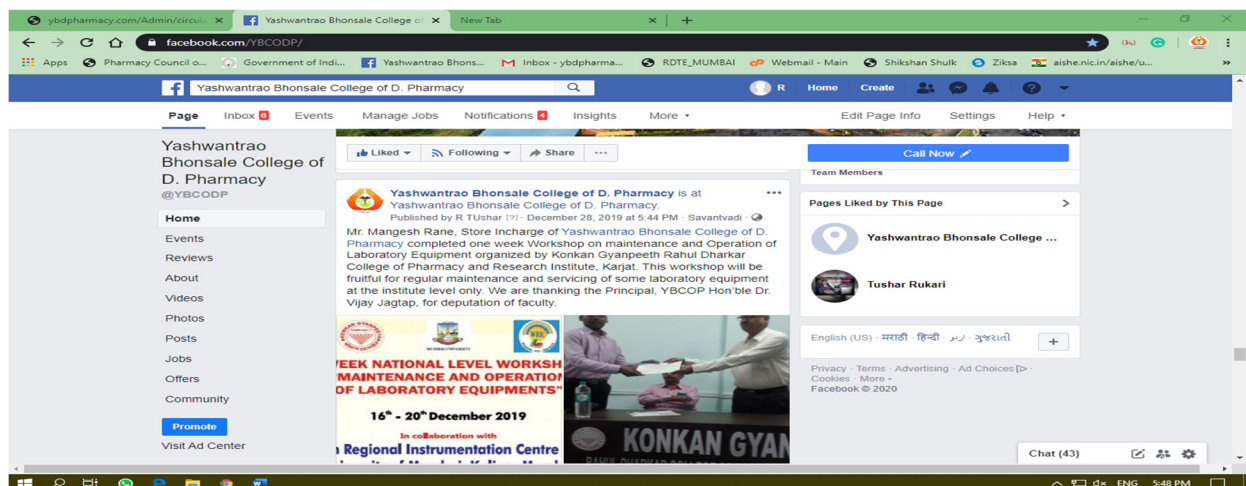 ybdpharmacy.com/Admin/circula
Yashwantrao Bhonsale College of
New Tab
facebook.com/YBCODP/
Apps
Pharmacy Council o...
Government of Indi...
Yashwantrao Bhons...
Inbox - ybdpharma...
RDTE_MUMBAI
Webmail - Main
Shikshan Shulk
Ziksa
aishe.nic.in/aishe/u...
Yashwantrao Bhonsale College of D. Pharmacy
R
Home
Create
Page
Inbox 0
Events
Manage Jobs
Notifications 4
Insights
More
Edit Page Info
Settings
Help
Yashwantrao
Bhonsale College of
D. Pharmacy
@YBCODP
Home
Events
Reviews
About
Videos
Photos
Posts
Jobs
Offers
Community
Promote
Visit Ad Center
Liked
Following
Share
...
Yashwantrao Bhonsale College of D. Pharmacy is at
Yashwantrao Bhonsale College of D. Pharmacy.
Published by R TUshar [?] · December 28, 2019 at 5:44 PM · Savantvadi ·
Mr. Mangesh Rane, Store Incharge of Yashwantrao Bhonsale College of D.
Pharmacy completed one week Workshop on maintenance and Operation of
Laboratory Equipment organized by Konkan Gyanpeeth Rahul Dharkar
College of Pharmacy and Research Institute, Karjat. This workshop will be
fruitful for regular maintenance and servicing of some laboratory equipment
at the institute level only. We are thanking the Principal, YBCOP Hon'ble Dr.
Vijay Jagtap, for deputation of faculty.
WEEK NATIONAL LEVEL WORKSH
MAINTENANCE AND OPERATION
OF LABORATORY EQUIPMENTS"
16th - 20th December 2019
In collaboration with
Regional Instrumentation Centre
KONKAN GYAN
Call Now
Team Members
Pages Liked by This Page
Yashwantrao Bhonsale College ...
Tushar Rukari
English (US) · मराठी · हिन्दी · اردو · ગુજરાતી
+
Privacy · Terms · Advertising · Ad Choices ·
Cookies · More
Facebook © 2020
Chat (43)
ENG
5:48 PM